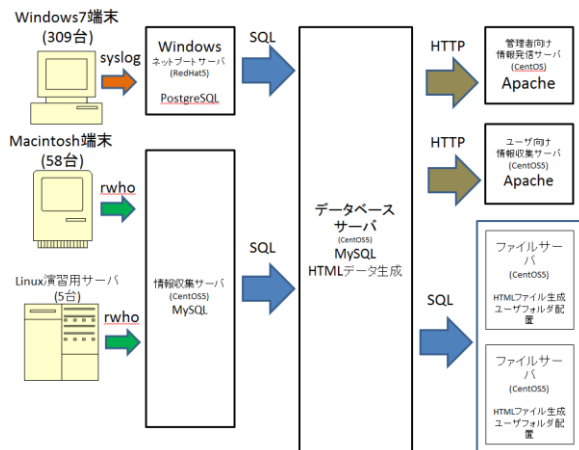 Windows7端末
(309台)
syslog
Windows
ネットブートサーバ
(RedHat5)
PostgreSQL
SQL
HTTP
管理者向け
情報発信サーバ
(CentOS)
Apache
Macintosh端末
(58台)
rwho
HTTP
ユーザ向け
情報収集サーバ
(CentOS5)
Apache
Linux演習用サーバ
(5台)
rwho
情報収集サーバ
(CentOS5)
MySQL
SQL
データベース
サーバ
(CentOS5)
MySQL
HTMLデータ生成
SQL
ファイルサー
バ
(CentOS5)
HTMLファイル生成
ユーザフォルダ配
置
ファイルサー
バ
(CentOS5)
HTMLファイル生成
ユーザフォルダ配
置